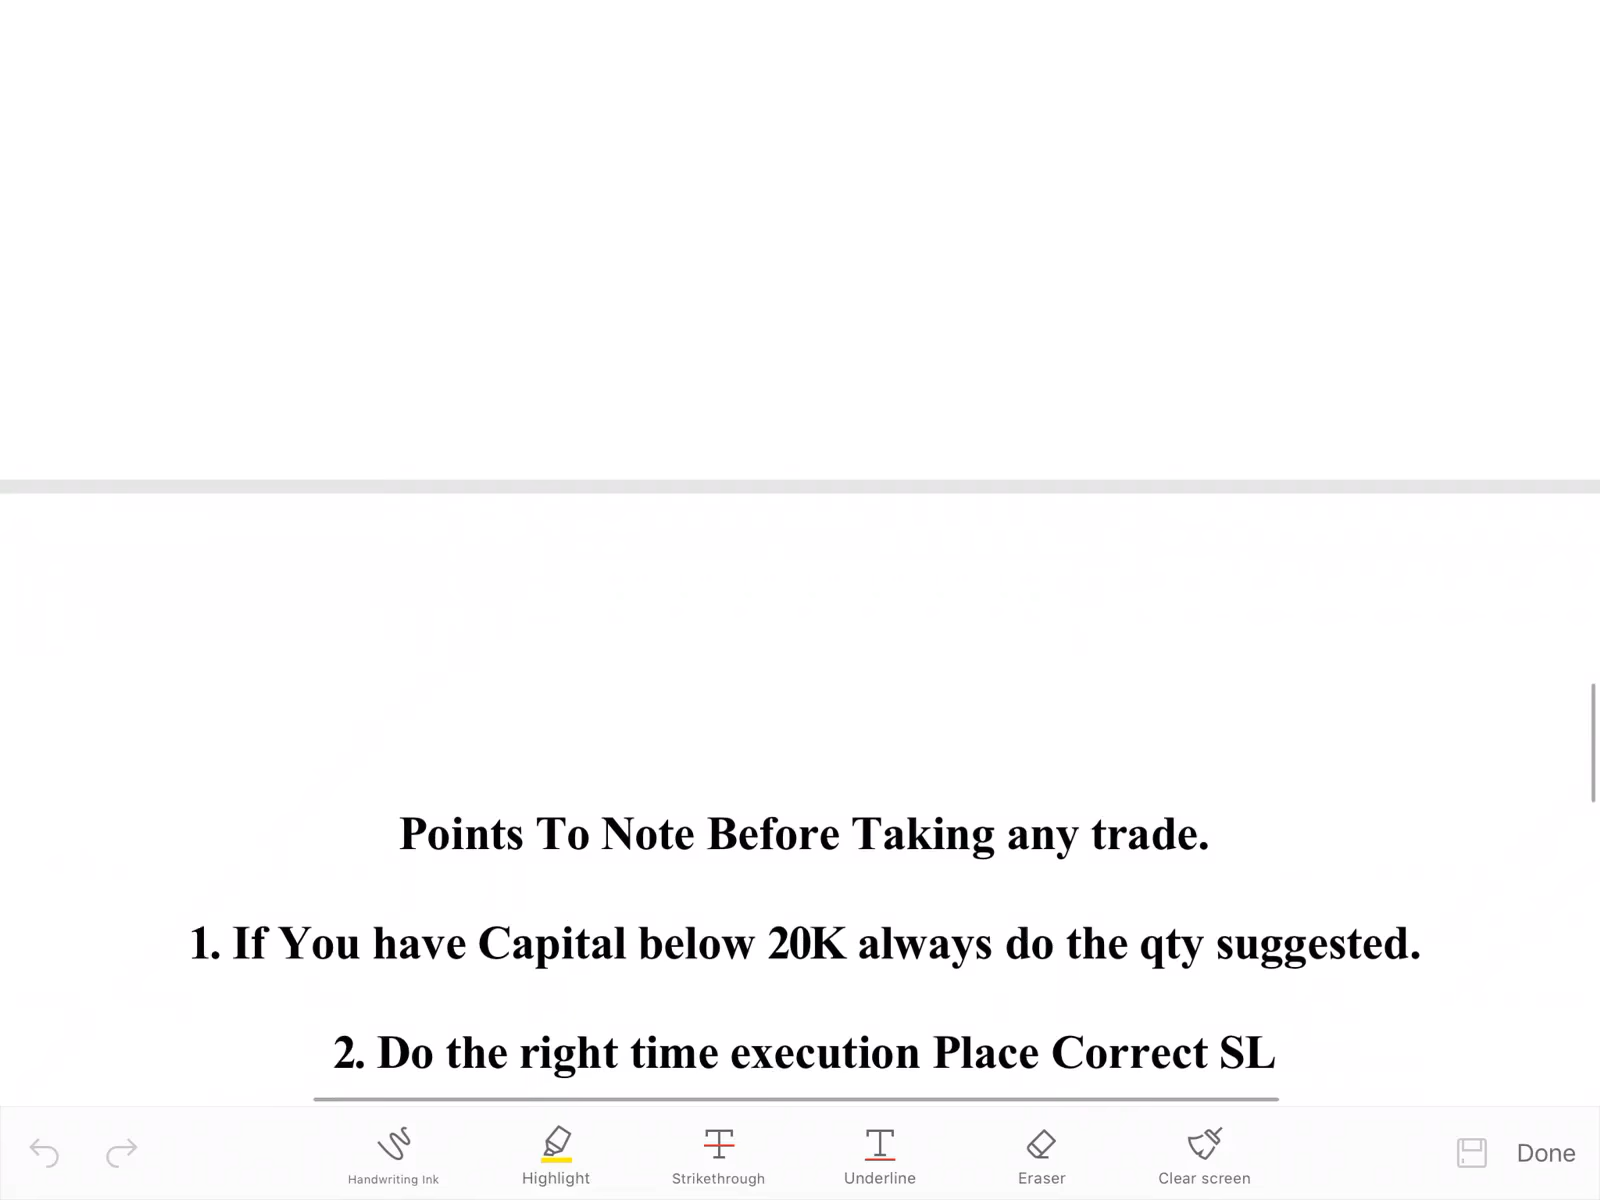 Points To Note Before Taking any trade.
1. If You have Capital below 20K always do the qty suggested.
2. Do the right time execution Place Correct SL
Handwriting Ink
Highlight
Strikethrough
Underline
Eraser
Clear screen
Done